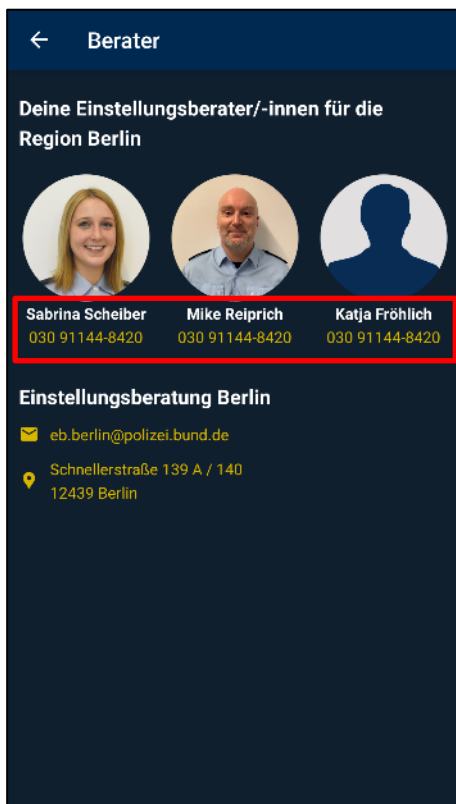 Berater
Deine Einstellungsberater/-innen für die
Region Berlin
Sabrina Scheiber Mike Reiprich Katja Fröhlich
030 91144-8420 030 91144-8420 030 91144-8420
Einstellungsberatung Berlin
eb.berlin@polizei.bund.de
Schnellerstraße 139 A / 140
12439 Berlin